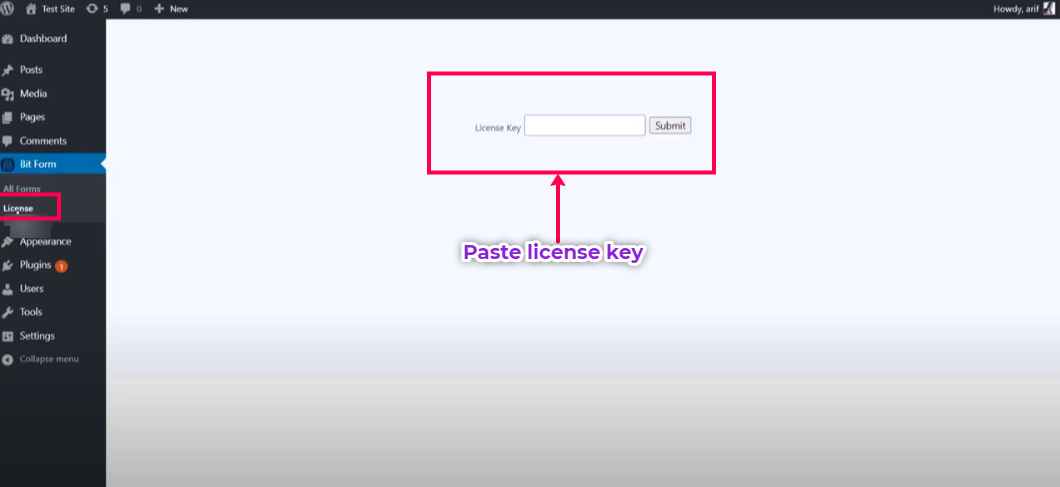 Test Site 5 0 New
Howdy, arif
Dashboard
Posts
Media
Pages
Comments
Bit Form
All Forms
License
Appearance
Plugins 1
Users
Tools
Settings
Collapse menu
License Key Submit
Paste license key